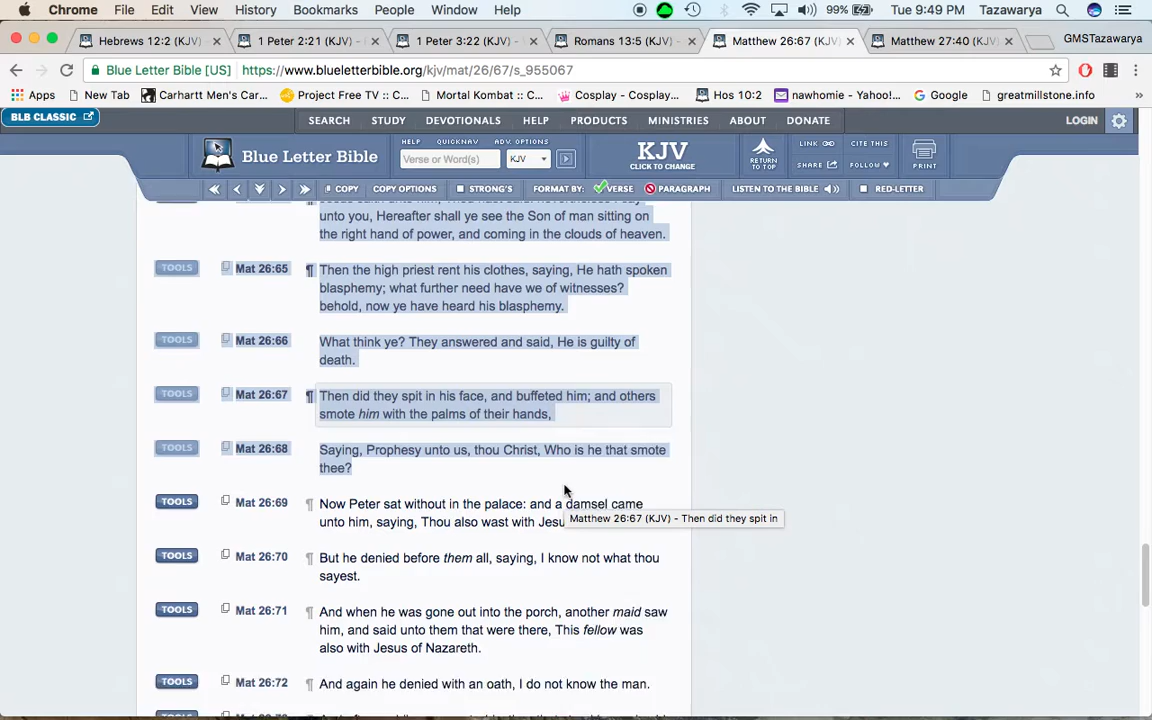 Chrome File Edit View History Bookmarks People Window Help 99% Tue 9:49 PM Tazawarya
Hebrews 12:2 (KJV) 1 Peter 2:21 (KJV) - 1 Peter 3:22 (KJV) - Romans 13:5 (KJV) - Matthew 26:67 (KJV) Matthew 27:40 (KJV) GMSTazawarya
Blue Letter Bible [US] https://www.blueletterbible.org/kjv/mat/26/67/s_955067
Apps New Tab Carhartt Men's Car... Project Free TV :: C... Mortal Kombat :: C... Cosplay - Cosplay... Hos 10:2 nawhomie - Yahoo!... Google greatmillstone.info »
BLB CLASSIC SEARCH STUDY DEVOTIONALS HELP PRODUCTS MINISTRIES ABOUT DONATE LOGIN
HELP QUICKNAV ADV. OPTIONS
Blue Letter Bible Verse or Word(s) KJV KJV CLICK TO CHANGE RETURN TO TOP LINK SHARE CITE THIS FOLLOW PRINT
COPY COPY OPTIONS STRONG'S FORMAT BY: VERSE PARAGRAPH LISTEN TO THE BIBLE RED-LETTER
unto you, Hereafter shall ye see the Son of man sitting on
the right hand of power, and coming in the clouds of heaven.
TOOLS Mat 26:65 ¶ Then the high priest rent his clothes, saying, He hath spoken
blasphemy; what further need have we of witnesses?
behold, now ye have heard his blasphemy.
TOOLS Mat 26:66 What think ye? They answered and said, He is guilty of
death.
TOOLS Mat 26:67 ¶ Then did they spit in his face, and buffeted him; and others
smote him with the palms of their hands,
TOOLS Mat 26:68 Saying, Prophesy unto us, thou Christ, Who is he that smote
thee?
TOOLS Mat 26:69 ¶ Now Peter sat without in the palace: and a damsel came
unto him, saying, Thou also wast with Jesu
Matthew 26:67 (KJV) - Then did they spit in
TOOLS Mat 26:70 ¶ But he denied before them all, saying, I know not what thou
sayest.
TOOLS Mat 26:71 ¶ And when he was gone out into the porch, another maid saw
him, and said unto them that were there, This fellow was
also with Jesus of Nazareth.
TOOLS Mat 26:72 ¶ And again he denied with an oath, I do not know the man.